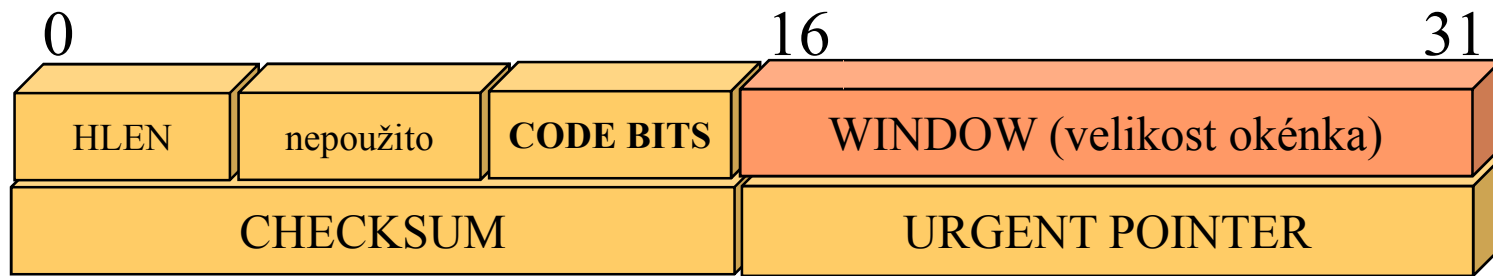 0 16 31
HLEN nepoužito CODE BITS WINDOW (velikost okénka)
CHECKSUM URGENT POINTER